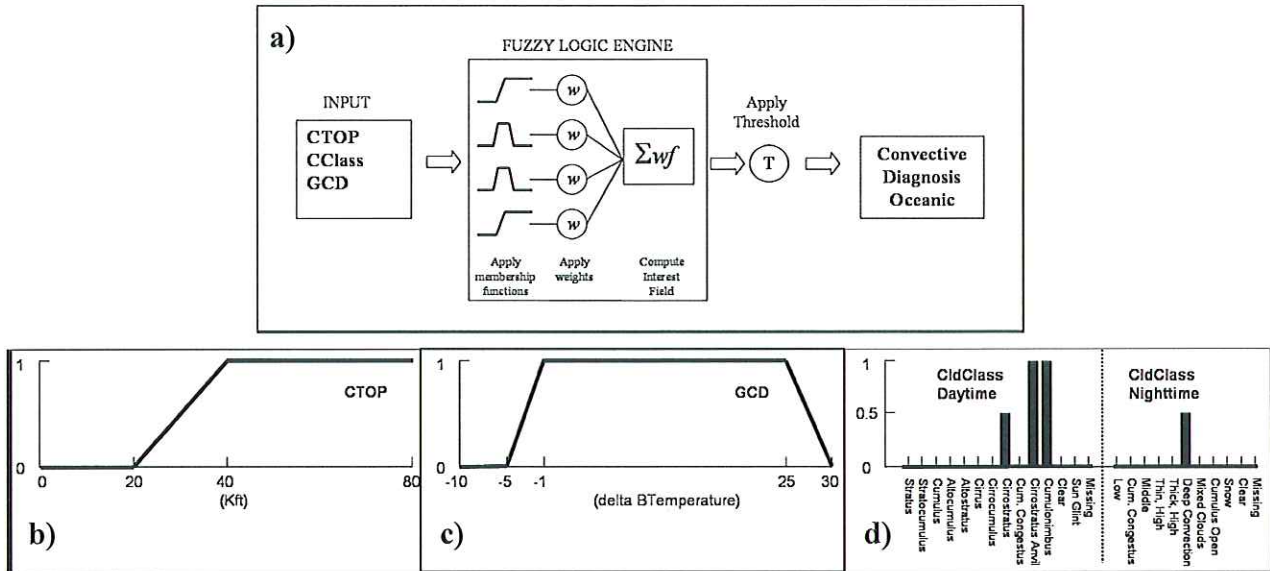 a)
FUZZY LOGIC ENGINE
INPUT
CTOP
CClass
GCD
w
w
w
w
Σwf
Apply
membership
functions
Apply
weights
Compute
Interest
Field
Apply
Threshold
T
Convective
Diagnosis
Oceanic
1
0
0
20
40
80
(Kft)
CTOP
b)
1
0
-10
-5
-1
25
30
(delta BTemperature)
GCD
c)
1
0.5
0
CldClass
Daytime
CldClass
Nighttime
Stratus
Stratocumulus
Cumulus
Altocumulus
Altostratus
Cirrus
Cirrocumulus
Cirrostratus
Cum. Congestus
Cirrostratus Anvil
Cumulonimbus
Clear
Sun Glint
Missing
Low
Cum. Congestus
Middle
Thin, High
Thick, High
Deep Convection
Mixed Clouds
Cumulus Open
Snow
Clear
Missing
d)